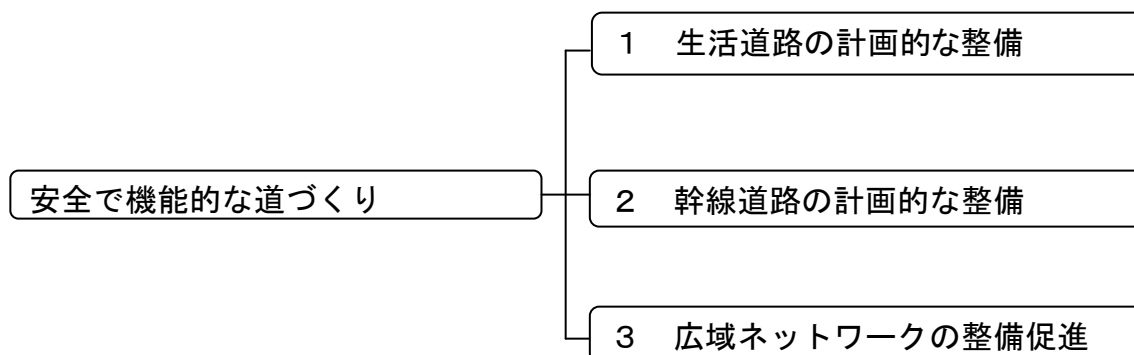 1　生活道路の計画的な整備
安全で機能的な道づくり
2　幹線道路の計画的な整備
3　広域ネットワークの整備促進